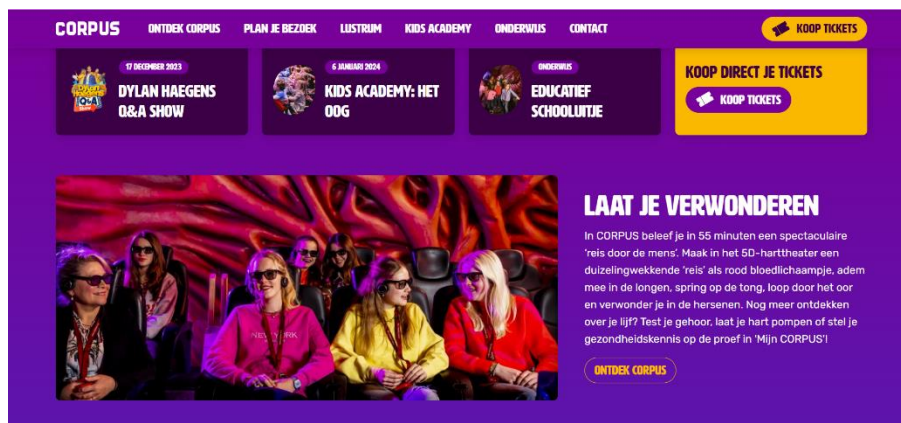 CORPUS
ONTDEK CORPUS
PLAN JE BEZOEK
LUSTRUM
KIDS ACADEMY
ONDERWIJS
CONTACT
KOOP TICKETS
17 DECEMBER 2023
DYLAN HAEGENS
Q&A SHOW
6 JANUARI 2024
KIDS ACADEMY: HET
OOG
ONDERWIJS
EDUCATIEF
SCHOOLUITJE
KOOP DIRECT JE TICKETS
KOOP TICKETS
LAAT JE VERWONDEREN
In CORPUS beleef je in 55 minuten een spectaculaire
'reis door de mens'. Maak in het 5D-harttheater een
duizelingwekkende 'reis' als rood bloedlichaampje, adem
mee in de longen, spring op de tong, loop door het oor
en verwonder je in de hersenen. Nog meer ontdekken
over je lijf? Test je gehoor, laat je hart pompen of stel je
gezondheidskennis op de proef in 'Mijn CORPUS'!
ONTDEK CORPUS
NEW YORK